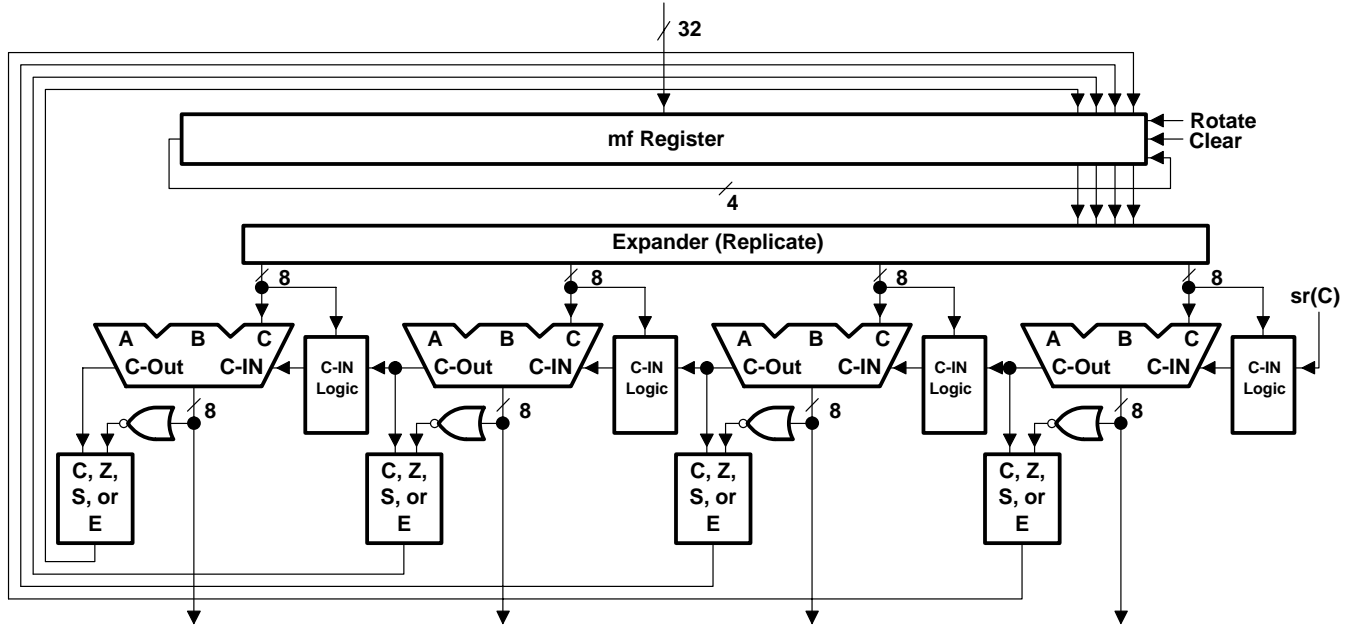 32
mf Register
Rotate
Clear
4
Expander (Replicate)
8 8 8 8
sr(C)
A B C A B C A B C A B C
C-Out C-IN C-IN Logic C-Out C-IN C-IN Logic C-Out C-IN C-IN Logic C-Out C-IN C-IN Logic
8 8 8 8
C, Z, C, Z, C, Z, C, Z,
S, or S, or S, or S, or
E E E E